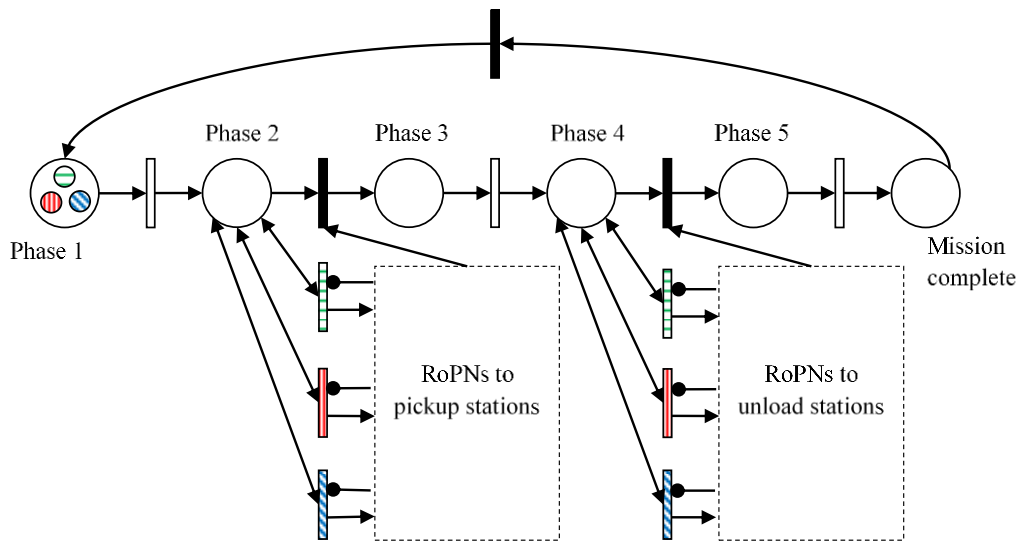 Phase 2
Phase 3
Phase 4
Phase 5
Phase 1
Mission
complete
RoPNs to
pickup stations
RoPNs to
unload stations